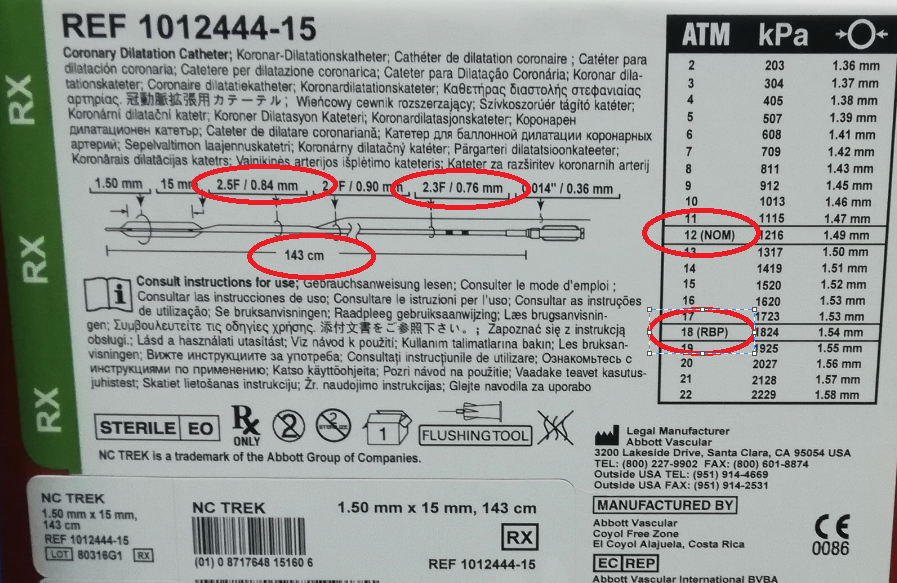 REF 1012444-15
Coronary Dilatation Catheter; Koronar-Dilatationskatheter; Cathéter de dilatation coronaire ; Catéter para
dilatación coronaria; Catetere per dilatazione coronarica; Cateter para Dilatação Coronária; Koronar dila-
tationskateter; Coronaire dilatatiekatheter; Koronardilatationskateter; Καθετήρας διαστολής στεφανιαίας
αρτηρίας. 冠動脈拡張用カテーテル; Wieńcowy cewnik rozszerzający; Szívkoszorúér tágító katéter;
Koronární dilatační katetr; Koroner Dilatasyon Kateteri; Koronardilatasjonskateter; Коронарен
дилатационен катетър; Cateter de dilatare coronariană; Катетер для баллонной дилатации коронарных
артерий; Sepelvaltimon laajennuskatetri; Koronárny dilatačný katéter; Pärgarteri dilatatsioonikateeter;
Koronārais dilatācijas katetrs; Vainikinės arterijos išplėtimo kateteris; Kateter za razširitev koronarnih arterij
1.50 mm 15 mm 2.5F / 0.84 mm F / 0.90 mm 2.3F / 0.76 mm 0.014" / 0.36 mm
143 cm
Consult instructions for use; Gebrauchsanweisung lesen; Consulter le mode d'emploi ;
Consultar las instrucciones de uso; Consultare le istruzioni per l'uso; Consultar as instruções
de utilização; Se bruksanvisningen; Raadpleeg gebruiksaanwijzing; Læs brugsanvisnin-
gen; Συμβουλευτείτε τις οδηγίες χρήσης. 添付文書をご参照下さい。; Zapoznać się z instrukcją
obsługi.; Lásd a használati utasítást; Viz návod k použití; Kullanım talimatlarına bakın; Les bruksan-
visningen; Вижте инструкциите за употреба; Consultaţi instrucţiunile de utilizare; Ознакомьтесь с
инструкциями по применению; Katso käyttöohjeita; Pozri návod na použitie; Vaadake teavet kasutus-
juhistest; Skatiet lietošanas instrukciju; Žr. naudojimo instrukcijas; Glejte navodila za uporabo
STERILE EO
Rx
ONLY
2
2
STERILIZE
1
FLUSHING TOOL
NC TREK is a trademark of the Abbott Group of Companies.
RX
RX
RX
ATM kPa
2 203 1.36 mm
3 304 1.37 mm
4 405 1.38 mm
5 507 1.39 mm
6 608 1.41 mm
7 709 1.42 mm
8 811 1.43 mm
9 912 1.45 mm
10 1013 1.46 mm
11 1115 1.47 mm
12 (NOM) 1216 1.49 mm
13 1317 1.50 mm
14 1419 1.51 mm
15 1520 1.52 mm
16 1620 1.53 mm
17 1723 1.53 mm
18 (RBP) 1824 1.54 mm
19 1925 1.55 mm
20 2027 1.56 mm
21 2128 1.57 mm
22 2229 1.58 mm
Legal Manufacturer
Abbott Vascular
3200 Lakeside Drive, Santa Clara, CA 95054 USA
TEL: (800) 227-9902 FAX: (800) 601-8874
Outside USA TEL: (951) 914-4669
Outside USA FAX: (951) 914-2531
MANUFACTURED BY
Abbott Vascular
Coyol Free Zone
El Coyol Alajuela, Costa Rica
CE
0086
EC REP
Abbott Vascular International BVBA
NC TREK
1.50 mm x 15 mm,
143 cm
REF 1012444-15
LOT 80316G1 RX
NC TREK 1.50 mm x 15 mm, 143 cm
RX
(01) 0 8717648 15160 6 REF 1012444-15